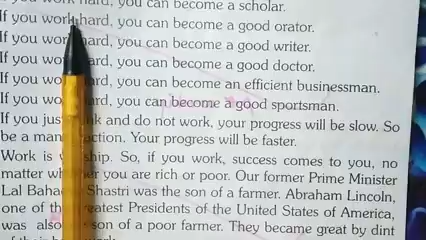 you work hard, you can become a scholar.
If you work hard, you can become a good orator.
If you wo hard, you can become a good writer.
If you wo ard, you can become a good doctor.
If you wo ard, you can become an efficient businessman.
If you wo ard, you can become a good sportsman.
If you jus nk and do not work, your progress will be slow. So
be a man ction. Your progress will be faster.
Work is ship. So, if you work, success comes to you, no
matter wh er you are rich or poor. Our former Prime Minister
Lal Baha Shastri was the son of a farmer. Abraham Lincoln,
one of th reatest Presidents of the United States of America,
was also son of a poor farmer. They became great by dint